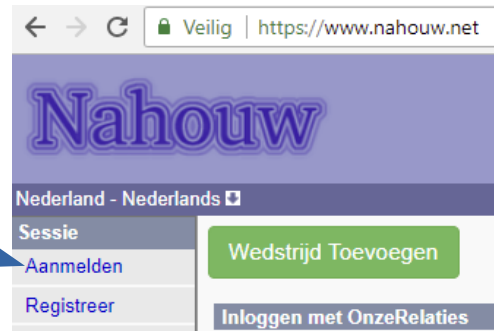 Veilig | https://www.nahouw.net
Nahouw
Nederland - Nederlands
Sessie
Aanmelden
Registreer
Wedstrijd Toevoegen
Inloggen met OnzeRelaties